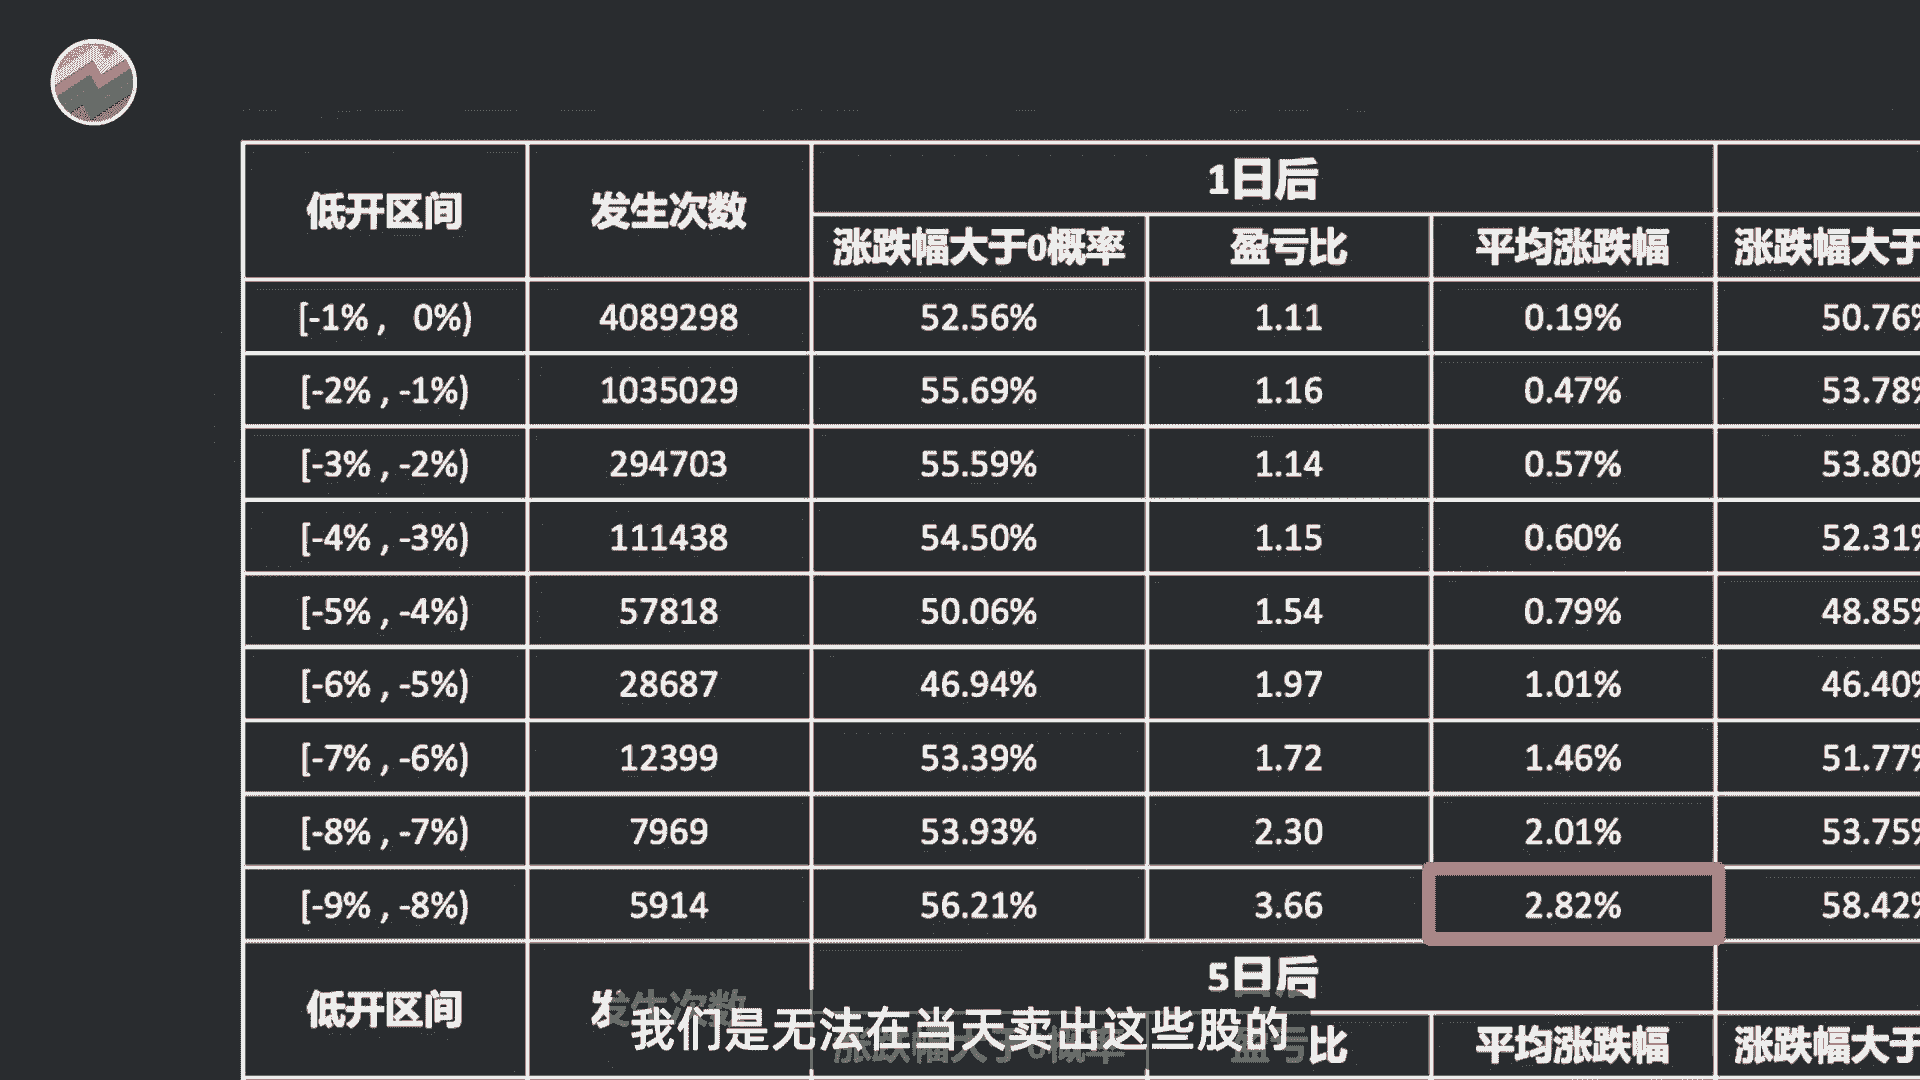 1日后
低开区间 发生次数 涨跌幅大于0概率 盈亏比 平均涨跌幅 涨跌幅大于
[-1% , 0%) 4089298 52.56% 1.11 0.19% 50.76%
[-2% , -1%) 1035029 55.69% 1.16 0.47% 53.78%
[-3% , -2%) 294703 55.59% 1.14 0.57% 53.80%
[-4% , -3%) 111438 54.50% 1.15 0.60% 52.31%
[-5% , -4%) 57818 50.06% 1.54 0.79% 48.85%
[-6% , -5%) 28687 46.94% 1.97 1.01% 46.40%
[-7% , -6%) 12399 53.39% 1.72 1.46% 51.77%
[-8% , -7%) 7969 53.93% 2.30 2.01% 53.75%
[-9% , -8%) 5914 56.21% 3.66 2.82% 58.42%
5日后
低开区间 发生次数 涨跌幅大于0概率 盈亏比 平均涨跌幅 涨跌幅大于
我们是无法在当天卖出这些股的